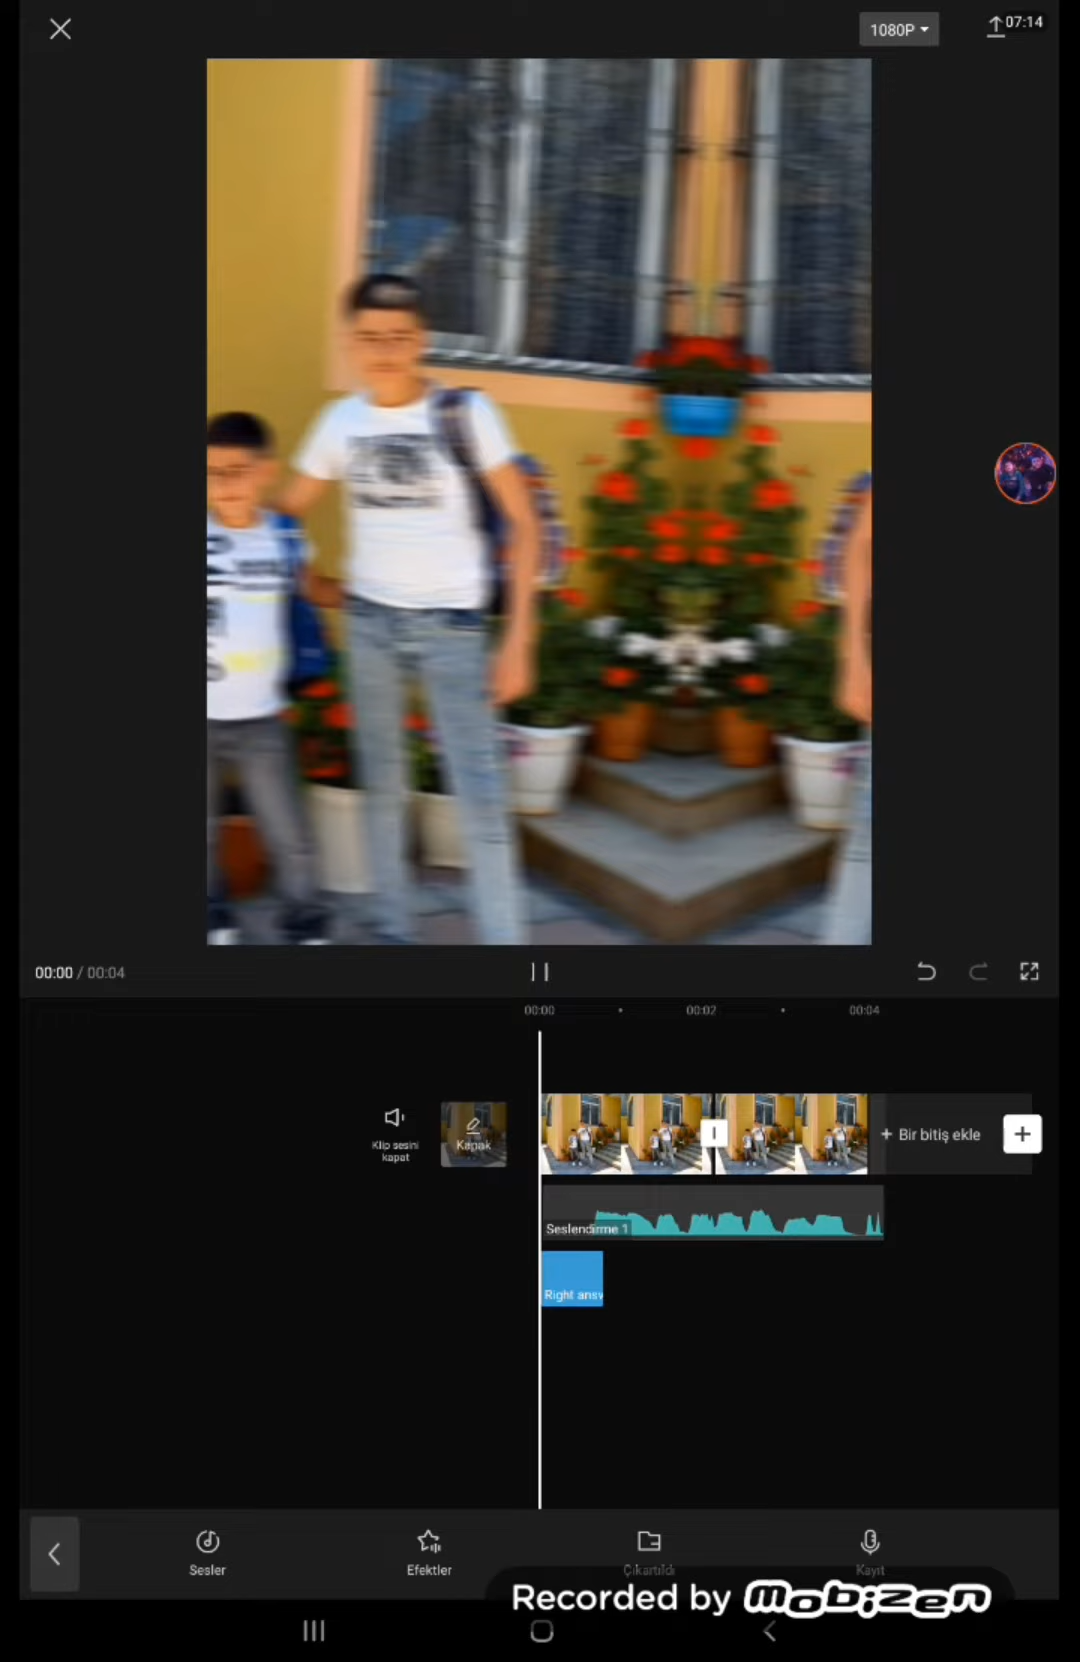 1080P
07:14
00:00 / 00:04
00:00
00:02
00:04
Klip sesini
kapat
Kapak
+ Bir bitiş ekle
Seslendirme 1
Right answ
Sesler
Efektler
Çıkartıldı
Kayıt
Recorded by mobizen